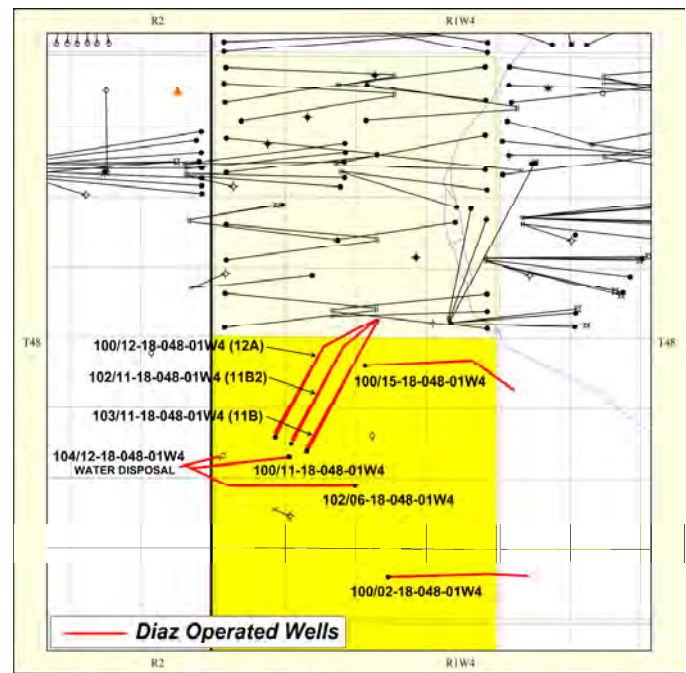 R2 R1W4
T48 T48
100/12-18-048-01W4 (12A)
102/11-18-048-01W4 (11B2)
100/15-18-048-01W4
103/11-18-048-01W4 (11B)
104/12-18-048-01W4
WATER DISPOSAL
100/11-18-048-01W4
102/06-18-048-01W4
100/02-18-048-01W4
Diaz Operated Wells
R2 R1W4